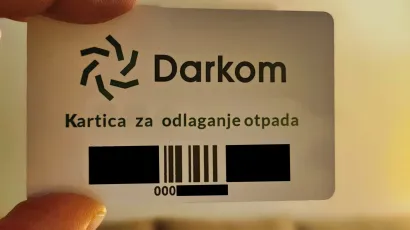 Darkom
Kartica za odlaganje otpada
000